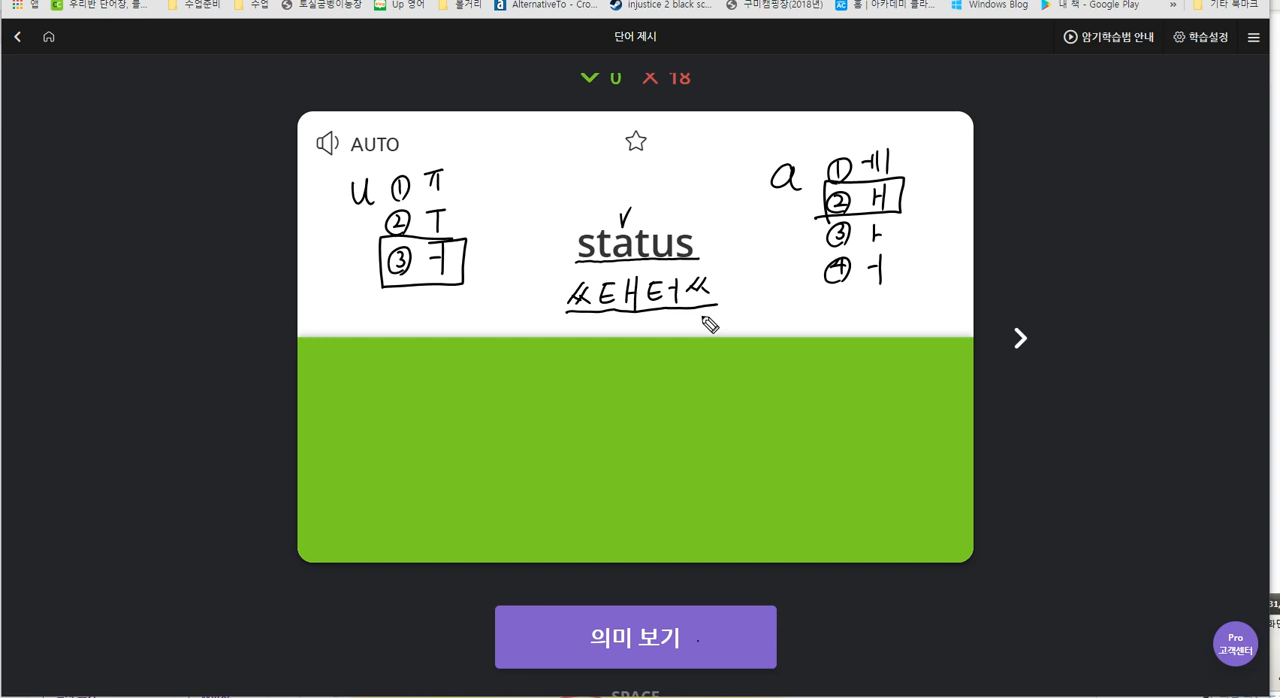 앱 우리반 단어장, 클... 수업준비 수업 토실금병이능장 Up 영어 볼거리 AlternativeTo - Cro... injustice 2 black sc... 구미캠핑장(2018년) 홈 | 아카데미 클라... Windows Blog 내 책 - Google Play » 기타 북마크
단어 제시 암기학습법 안내 학습설정
0 18
AUTO
u ① ㅠ
② ㅜ
③ ㅓ
a ① ㅔㅣ
② ㅐ
③ ㅏ
④ ㅓ
status
ㅆㅌㅐㅌㅓㅆ
의미 보기
Pro
고객센터
SPACE